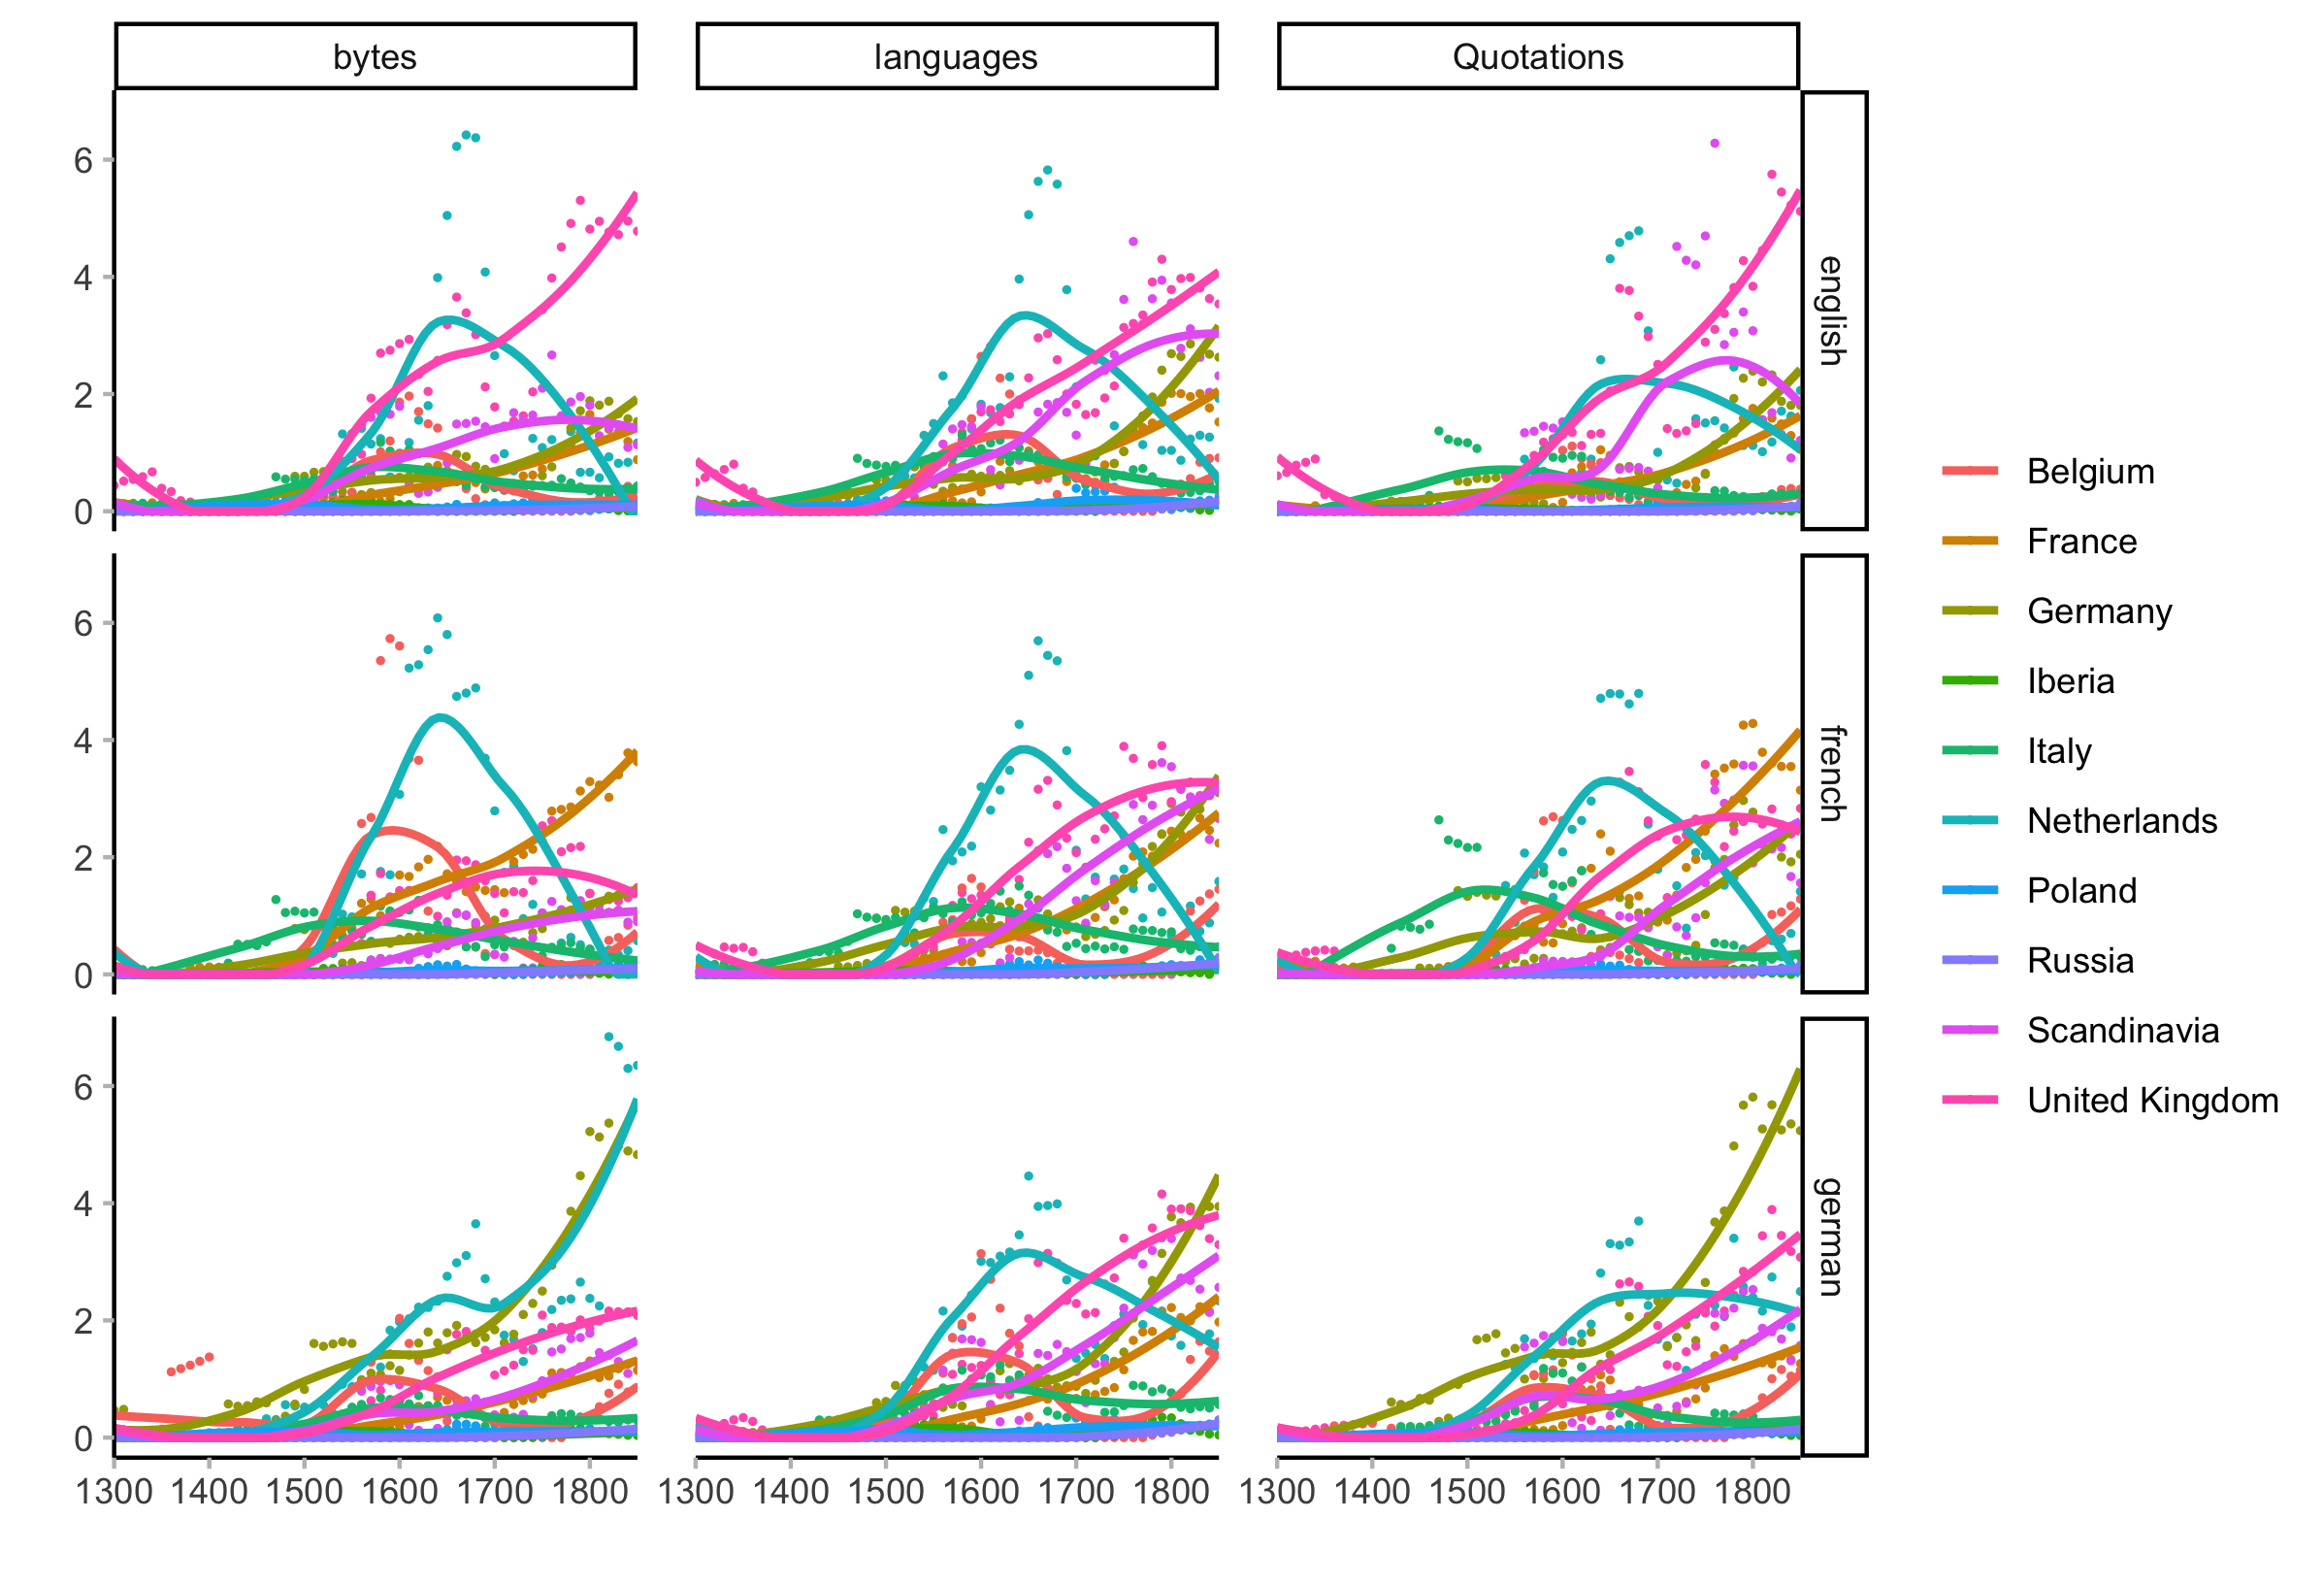 bytes languages Quotations
6
4
2
0
english
6
4
2
0
french
6
4
2
0
german
1300 1400 1500 1600 1700 1800 1300 1400 1500 1600 1700 1800 1300 1400 1500 1600 1700 1800
Belgium
France
Germany
Iberia
Italy
Netherlands
Poland
Russia
Scandinavia
United Kingdom